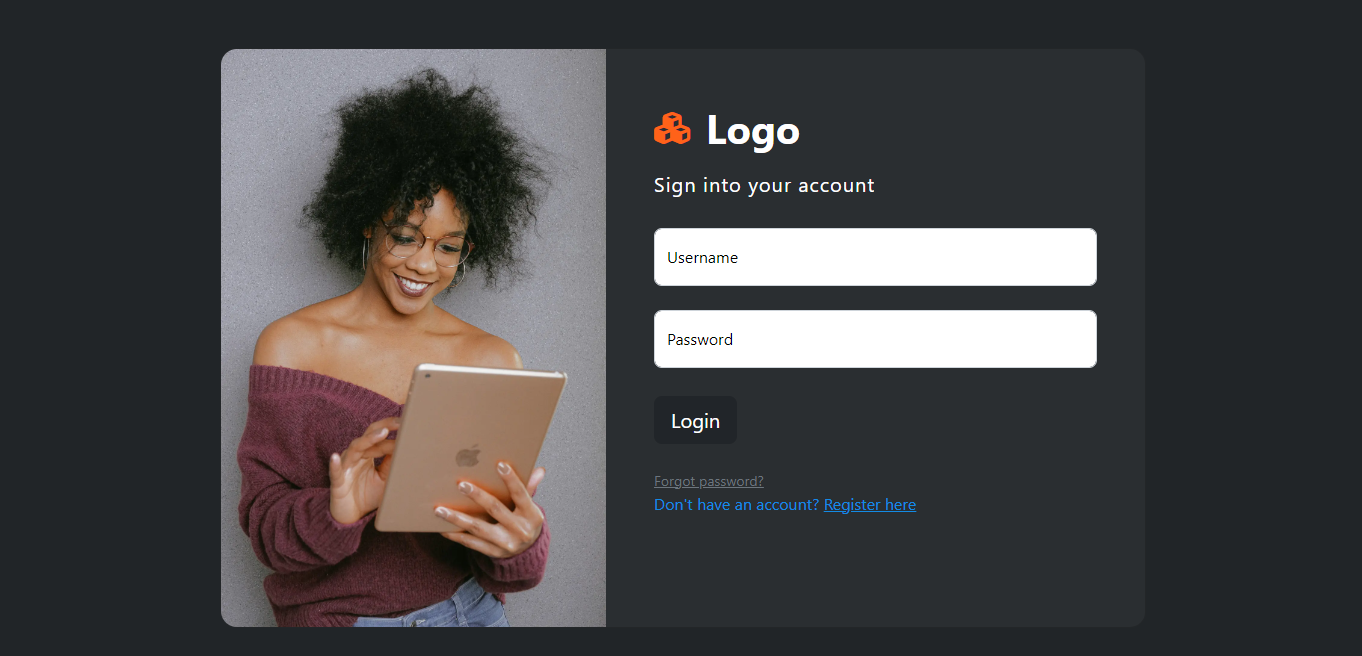 Logo
Sign into your account
Username
Password
Login
Forgot password?
Don't have an account? Register here